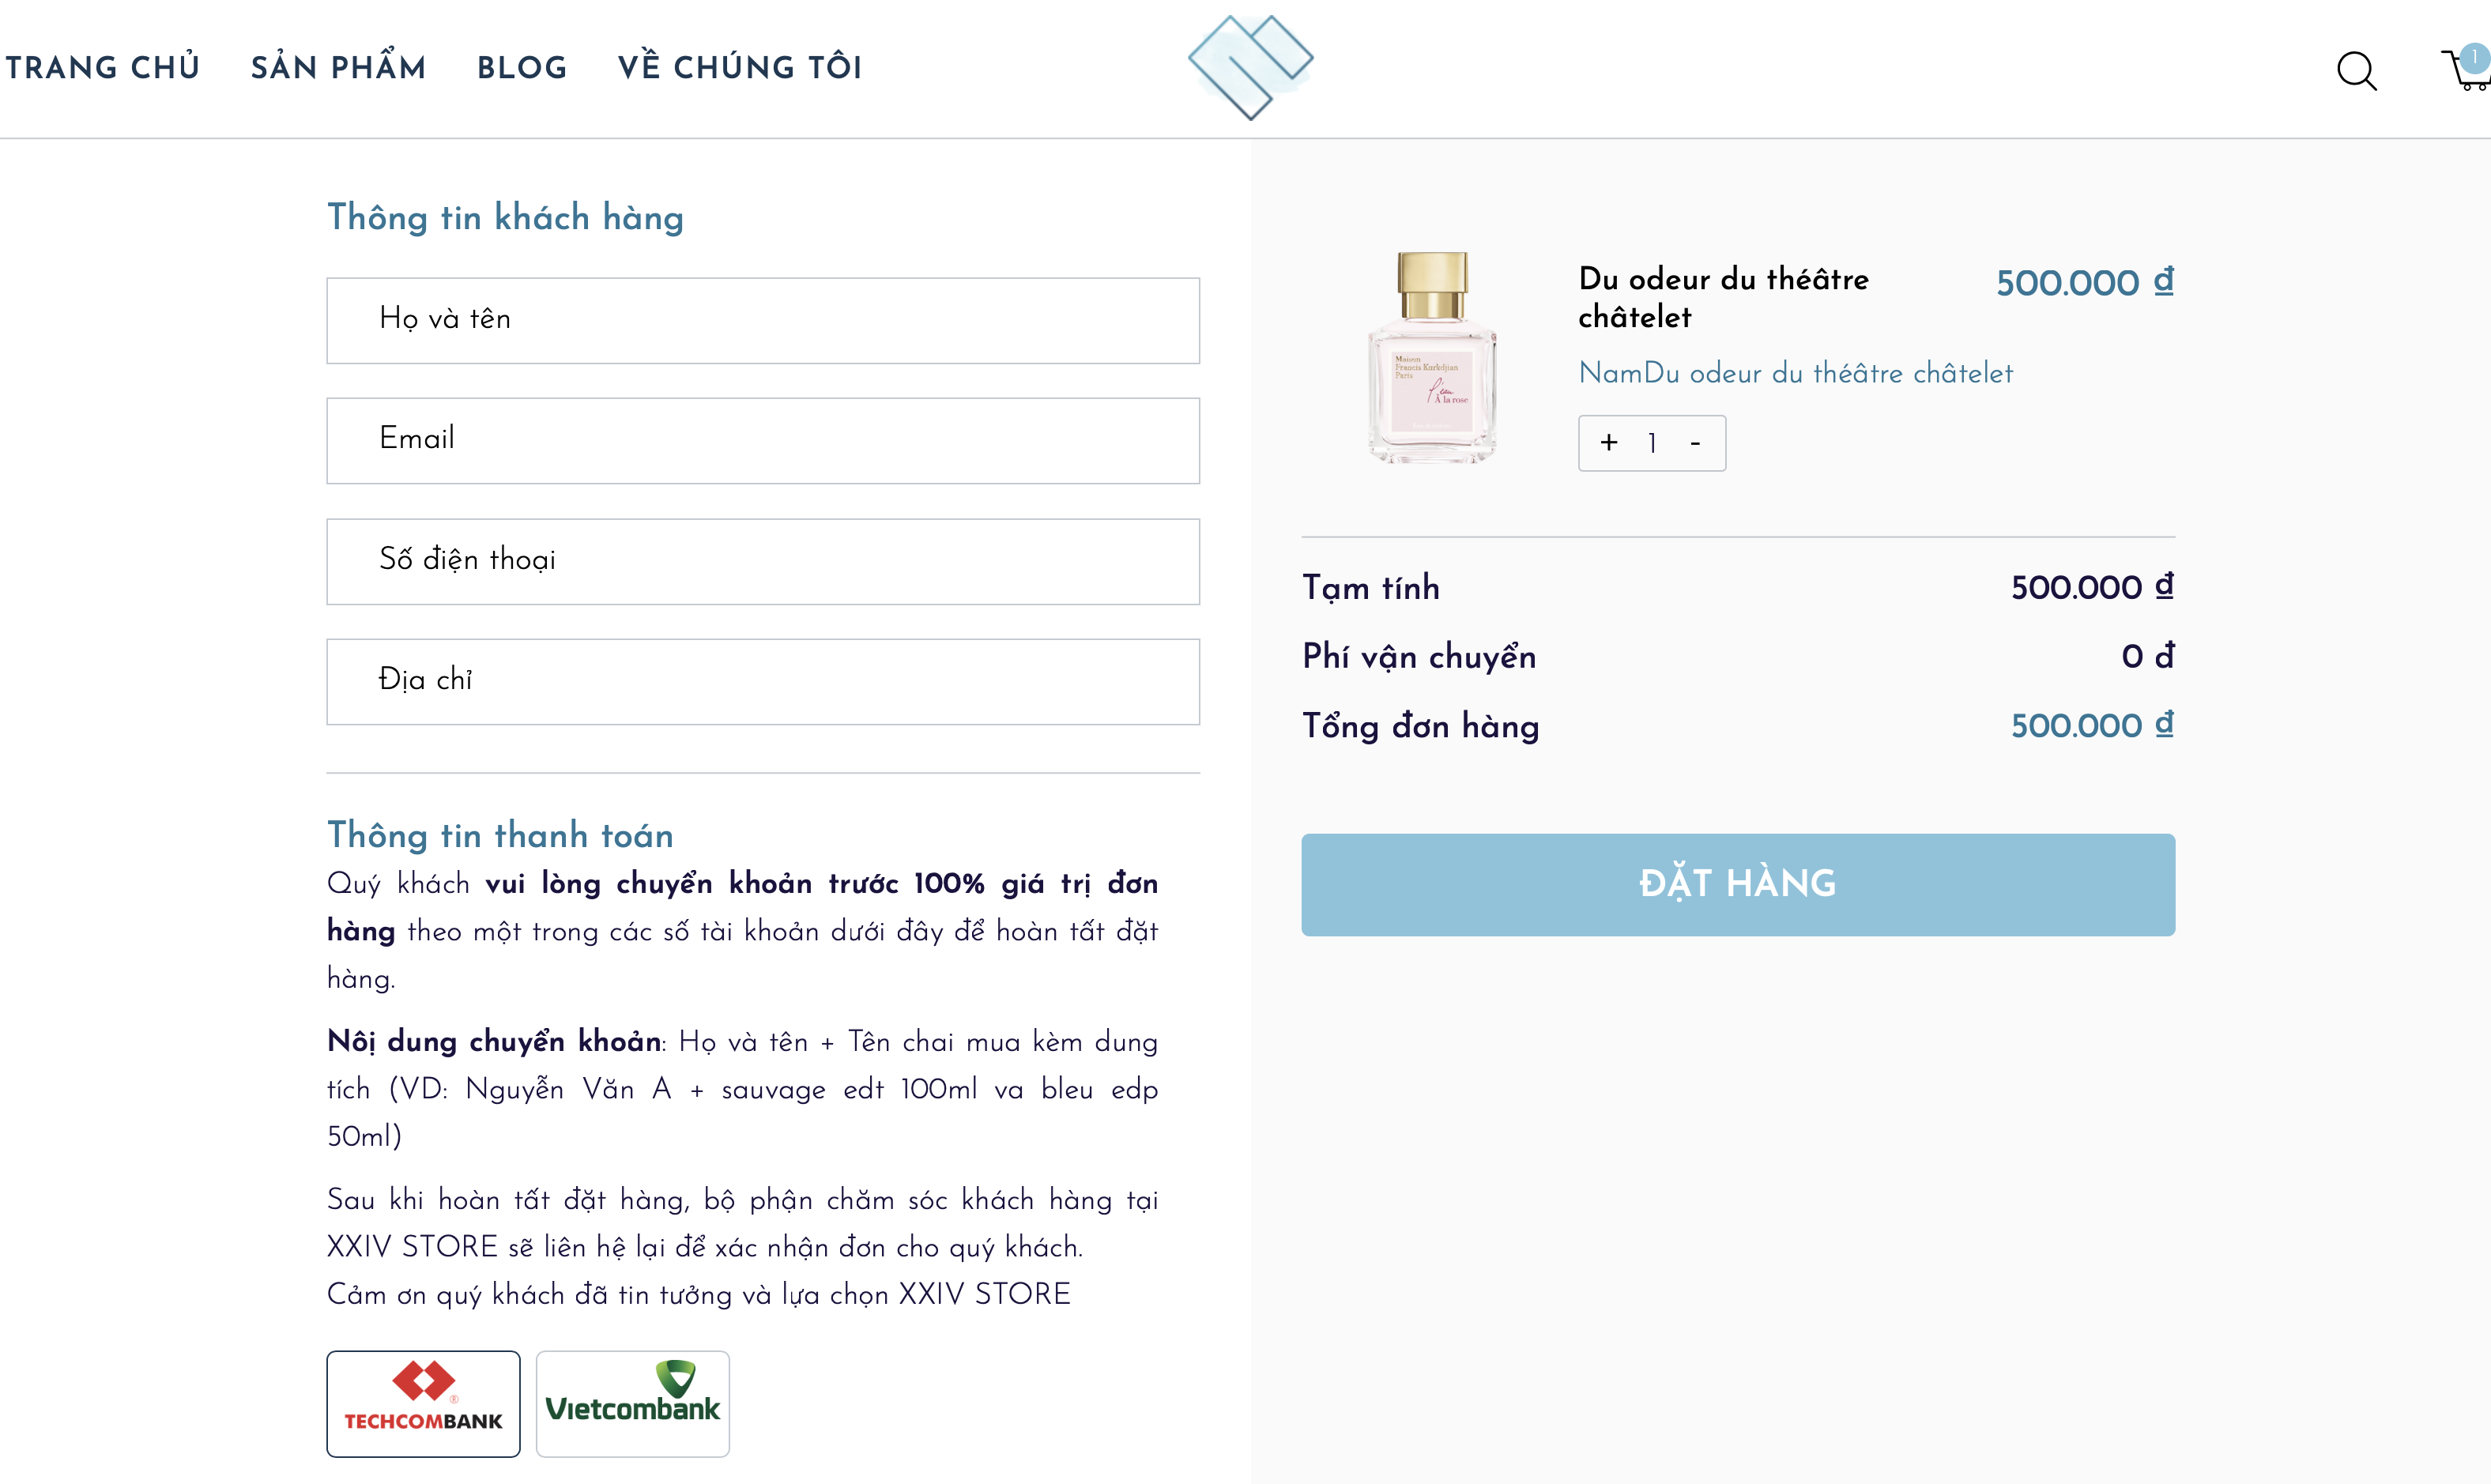 TRANG CHỦ SẢN PHẨM BLOG VỀ CHÚNG TÔI
1
Thông tin khách hàng
Họ và tên
Email
Số điện thoại
Địa chỉ
Thông tin thanh toán
Quý khách vui lòng chuyển khoản trước 100% giá trị đơn
hàng theo một trong các số tài khoản dưới đây để hoàn tất đặt
hàng.
Nôị dung chuyển khoản: Họ và tên + Tên chai mua kèm dung
tích (VD: Nguyễn Văn A + sauvage edt 100ml va bleu edp
50ml)
Sau khi hoàn tất đặt hàng, bộ phận chăm sóc khách hàng tại
XXIV STORE sẽ liên hệ lại để xác nhận đơn cho quý khách.
Cảm ơn quý khách đã tin tưởng và lựa chọn XXIV STORE
TECHCOMBANK
Vietcombank
Maison
Francis Kurkdjian
Paris
l'eau
À la rose
Du odeur du théâtre
châtelet
500.000 ₫
NamDu odeur du théâtre châtelet
+ 1 -
Tạm tính 500.000 ₫
Phí vận chuyển 0 đ
Tổng đơn hàng 500.000 ₫
ĐẶT HÀNG